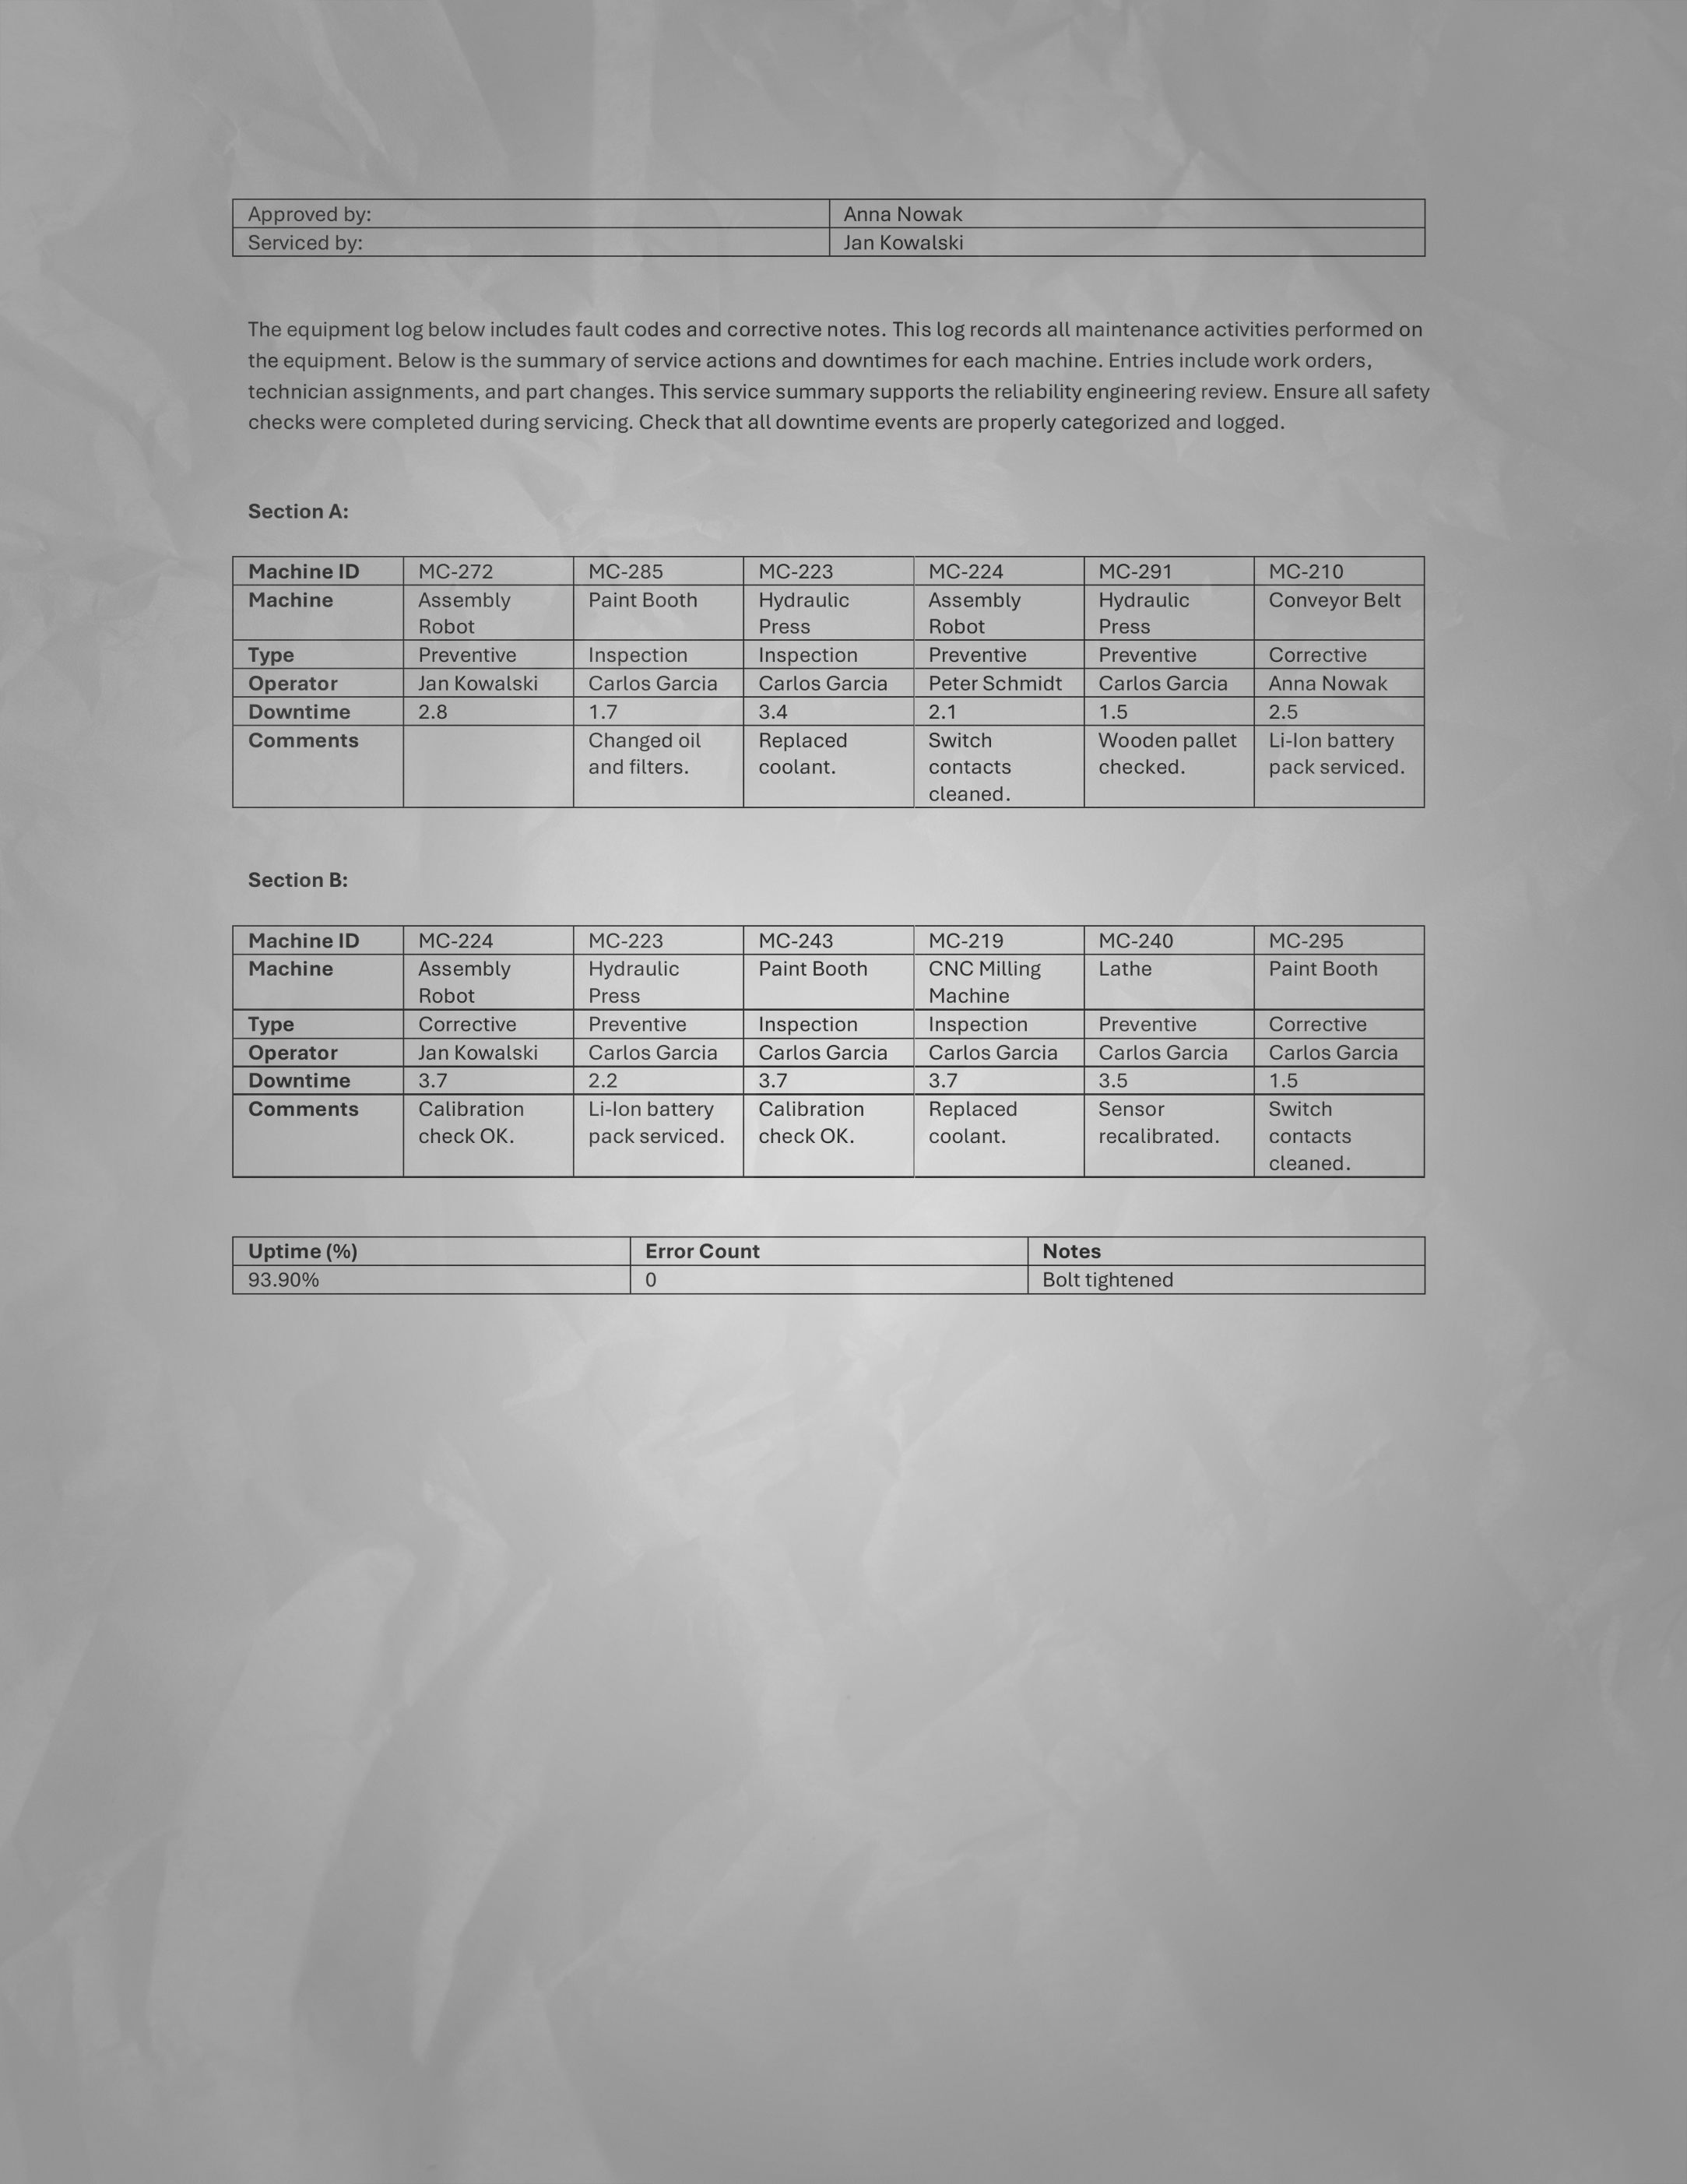 Approved by: Anna Nowak
Serviced by: Jan Kowalski
The equipment log below includes fault codes and corrective notes. This log records all maintenance activities performed on
the equipment. Below is the summary of service actions and downtimes for each machine. Entries include work orders,
technician assignments, and part changes. This service summary supports the reliability engineering review. Ensure all safety
checks were completed during servicing. Check that all downtime events are properly categorized and logged.
Section A:
Machine ID MC-272 MC-285 MC-223 MC-224 MC-291 MC-210
Machine Assembly Paint Booth Hydraulic Assembly Hydraulic Conveyor Belt
Robot Press Robot Press
Type Preventive Inspection Inspection Preventive Preventive Corrective
Operator Jan Kowalski Carlos Garcia Carlos Garcia Peter Schmidt Carlos Garcia Anna Nowak
Downtime 2.8 1.7 3.4 2.1 1.5 2.5
Comments Changed oil Replaced Switch Wooden pallet Li-Ion battery
and filters. coolant. contacts checked. pack serviced.
cleaned.
Section B:
Machine ID MC-224 MC-223 MC-243 MC-219 MC-240 MC-295
Machine Assembly Hydraulic Paint Booth CNC Milling Lathe Paint Booth
Robot Press Machine
Type Corrective Preventive Inspection Inspection Preventive Corrective
Operator Jan Kowalski Carlos Garcia Carlos Garcia Carlos Garcia Carlos Garcia Carlos Garcia
Downtime 3.7 2.2 3.7 3.7 3.5 1.5
Comments Calibration Li-Ion battery Calibration Replaced Sensor Switch
check OK. pack serviced. check OK. coolant. recalibrated. contacts
cleaned.
Uptime (%) Error Count Notes
93.90% 0 Bolt tightened